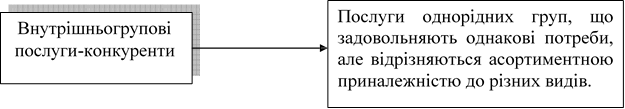 Внутрішньогрупові
послуги-конкуренти
Послуги однорідних груп, що
задовольняють однакові потреби,
але відрізняються асортиментною
приналежністю до різних видів.